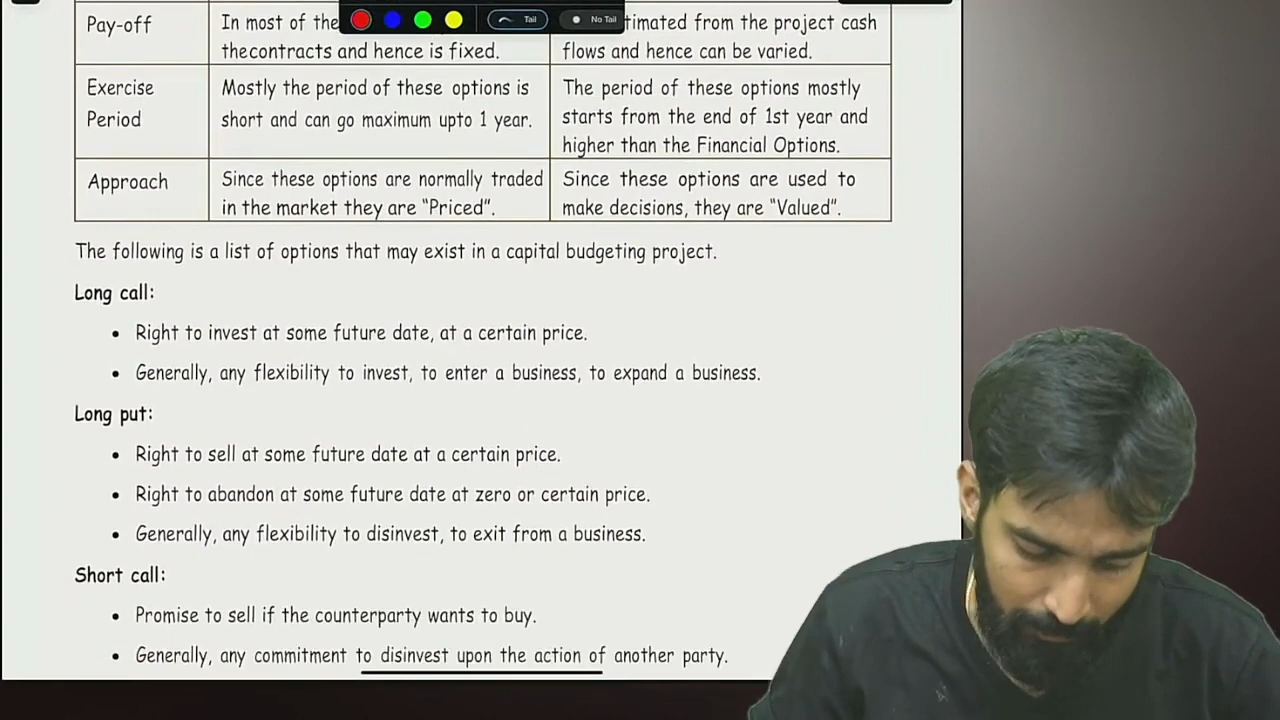 Tail
No Tail
Pay-off
In most of the
thecontracts and hence is fixed.
timated from the project cash
flows and hence can be varied.
Exercise
Period
Mostly the period of these options is
short and can go maximum upto 1 year.
The period of these options mostly
starts from the end of 1st year and
higher than the Financial Options.
Approach
Since these options are normally traded
in the market they are “Priced”.
Since these options are used to
make decisions, they are “Valued”.
The following is a list of options that may exist in a capital budgeting project.
Long call:
• Right to invest at some future date, at a certain price.
• Generally, any flexibility to invest, to enter a business, to expand a business.
Long put:
• Right to sell at some future date at a certain price.
• Right to abandon at some future date at zero or certain price.
• Generally, any flexibility to disinvest, to exit from a business.
Short call:
• Promise to sell if the counterparty wants to buy.
• Generally, any commitment to disinvest upon the action of another party.